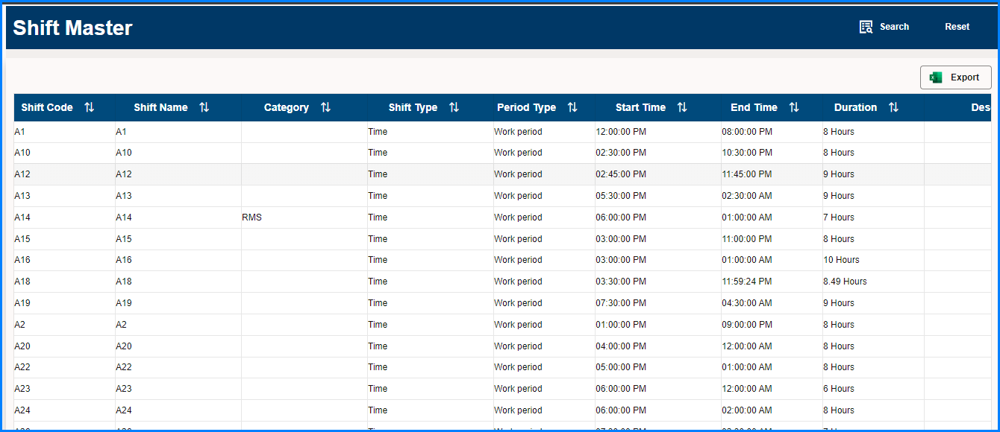 Shift Master
Search Reset
Export
Shift Code Shift Name Category Shift Type Period Type Start Time End Time Duration Des
A1 A1 Time Work period 12:00:00 PM 08:00:00 PM 8 Hours
A10 A10 Time Work period 02:30:00 PM 10:30:00 PM 8 Hours
A12 A12 Time Work period 02:45:00 PM 11:45:00 PM 9 Hours
A13 A13 Time Work period 05:30:00 PM 02:30:00 AM 9 Hours
A14 A14 RMS Time Work period 06:00:00 PM 01:00:00 AM 7 Hours
A15 A15 Time Work period 03:00:00 PM 11:00:00 PM 8 Hours
A16 A16 Time Work period 03:00:00 PM 01:00:00 AM 10 Hours
A18 A18 Time Work period 03:30:00 PM 11:59:24 PM 8.49 Hours
A19 A19 Time Work period 07:30:00 PM 04:30:00 AM 9 Hours
A2 A2 Time Work period 01:00:00 PM 09:00:00 PM 8 Hours
A20 A20 Time Work period 04:00:00 PM 12:00:00 AM 8 Hours
A22 A22 Time Work period 05:00:00 PM 01:00:00 AM 8 Hours
A23 A23 Time Work period 06:00:00 PM 12:00:00 AM 6 Hours
A24 A24 Time Work period 06:00:00 PM 02:00:00 AM 8 Hours